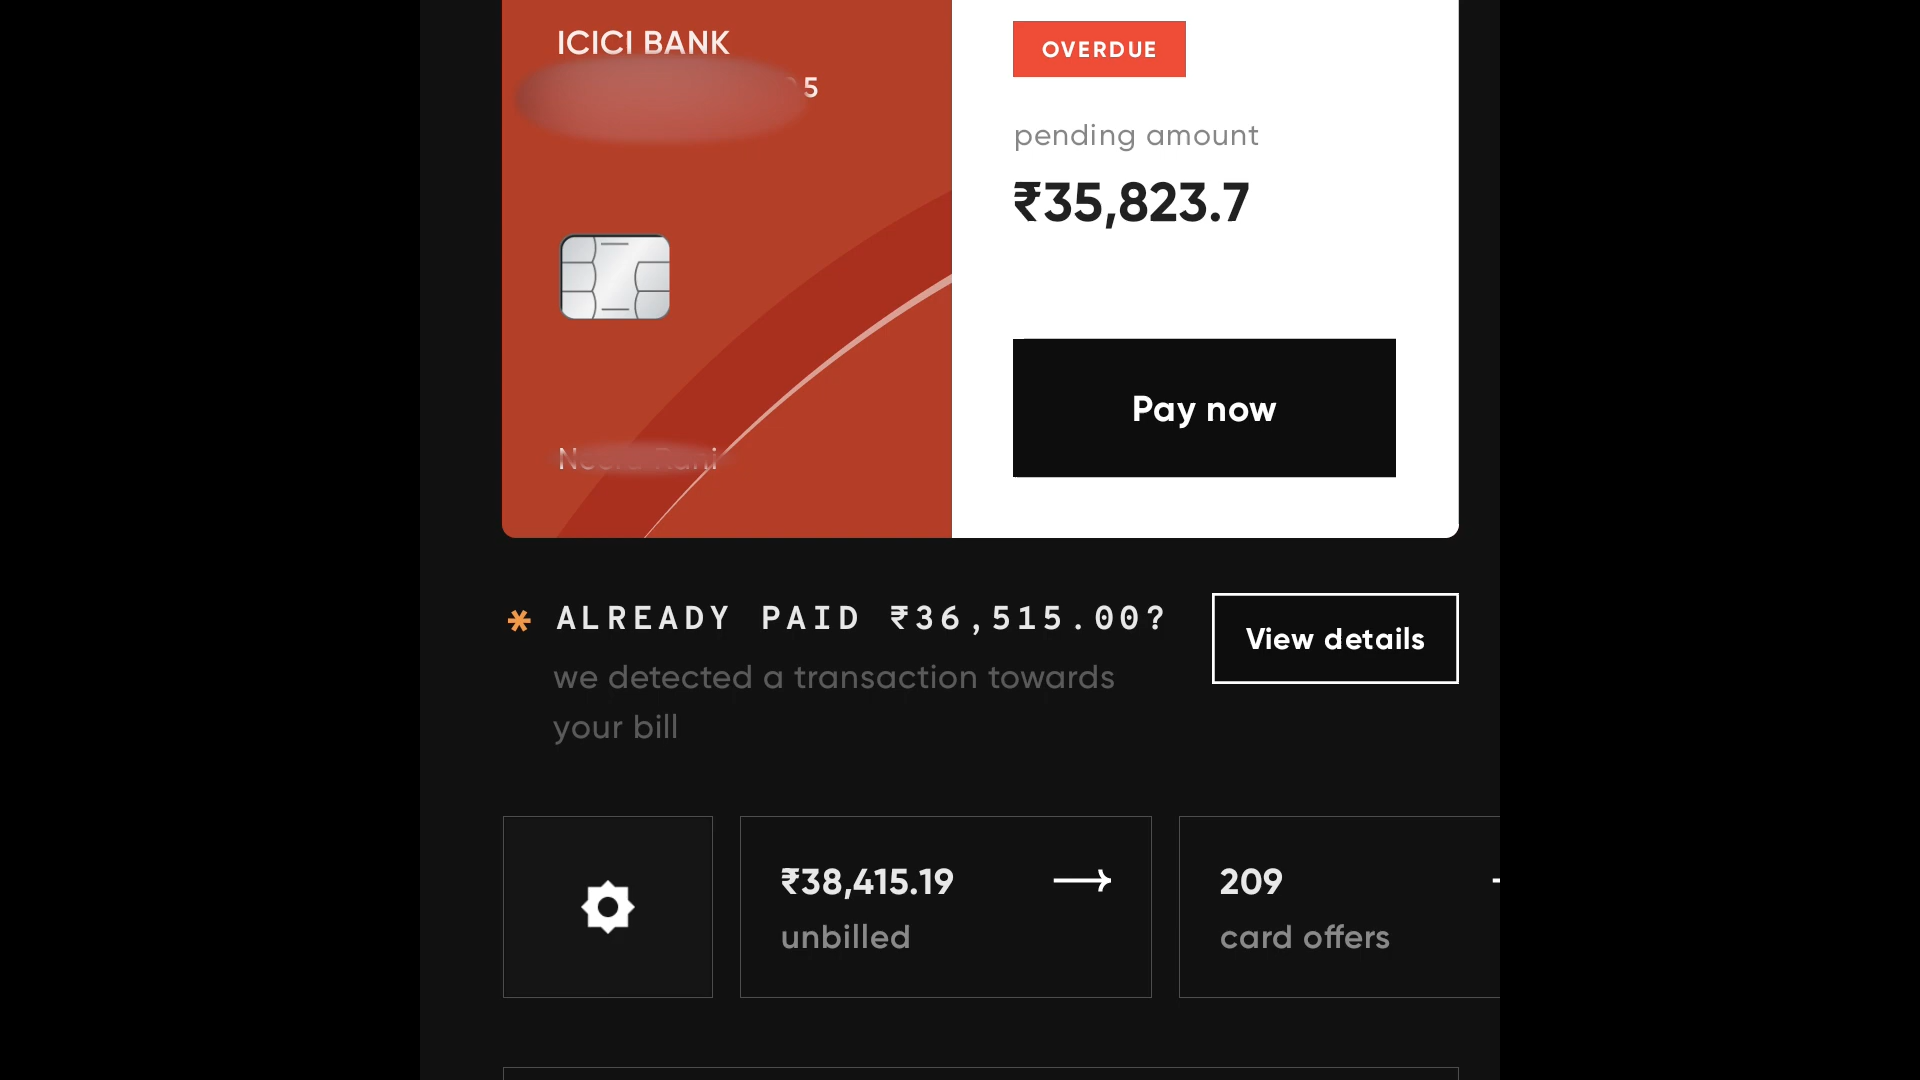 ICICI BANK
5
OVERDUE
pending amount
₹35,823.7
Pay now
* ALREADY PAID ₹36,515.00?
we detected a transaction towards
your bill
View details
₹38,415.19
unbilled
209
card offers